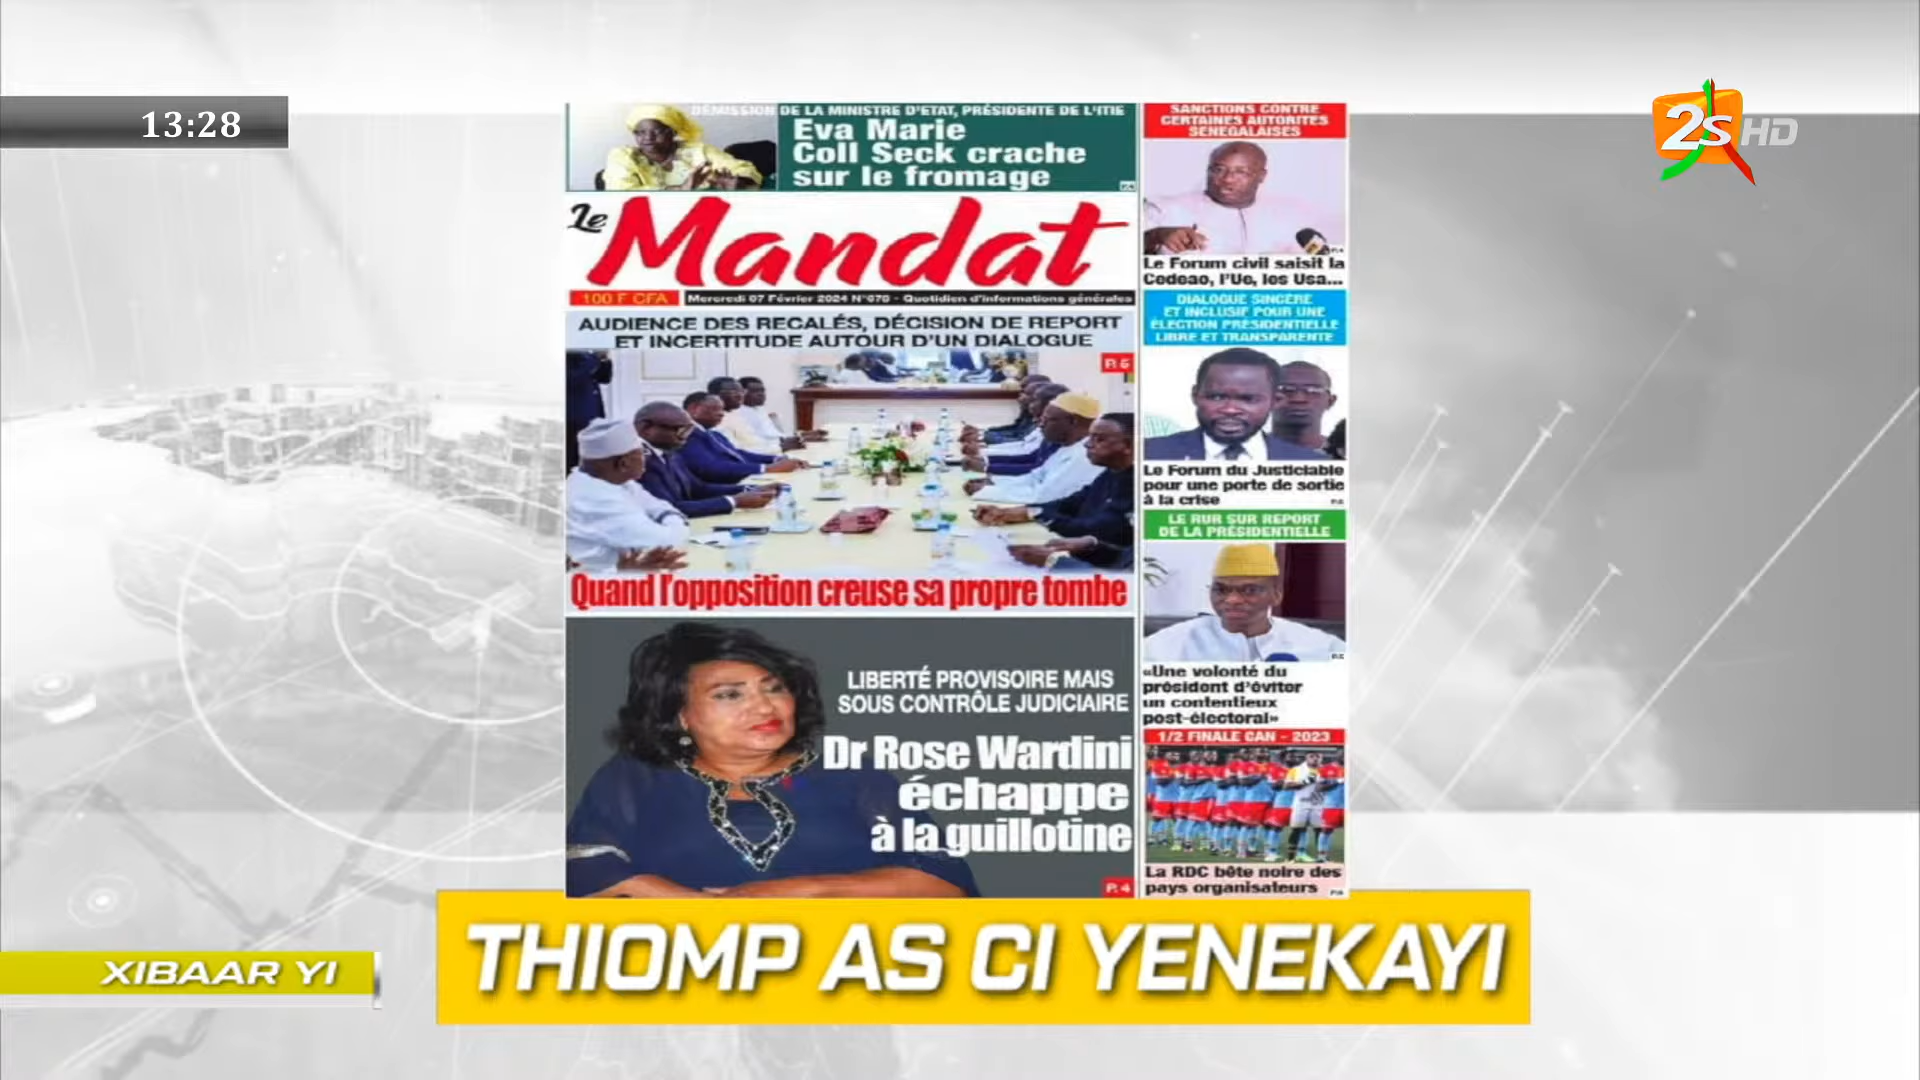 13:28
2S HD
DÉMISSION DE LA MINISTRE D'ETAT, PRÉSIDENTE DE L'ITIE
Eva Marie
Coll Seck crache
sur le fromage
Le Mandat
100 F CFA
Mercredi 07 Février 2024 N°678 - Quotidien d'informations générales
AUDIENCE DES RECALÉS, DÉCISION DE REPORT
ET INCERTITUDE AUTOUR D'UN DIALOGUE
P. 5
Quand l'opposition creuse sa propre tombe
LIBERTÉ PROVISOIRE MAIS
SOUS CONTRÔLE JUDICIAIRE
Dr Rose Wardini
échappe
à la guillotine
P. 4
SANCTIONS CONTRE
CERTAINES AUTORITES
SENEGALAISES
Le Forum civil saisit la
Cedeao, l'Ue, les Usa...
DIALOGUE SINCÈRE
ET INCLUSIF POUR UNE
ÉLECTION PRÉSIDENTIELLE
LIBRE ET TRANSPARENTE
Le Forum du Justiciable
pour une porte de sortie
à la crise
LE RUR SUR REPORT
DE LA PRÉSIDENTIELLE
«Une volonté du
président d'éviter
un contentieux
post-électoral»
1/2 FINALE CAN - 2023
La RDC bête noire des
pays organisateurs
XIBAAR YI
THIOMP AS CI YENEKAYI